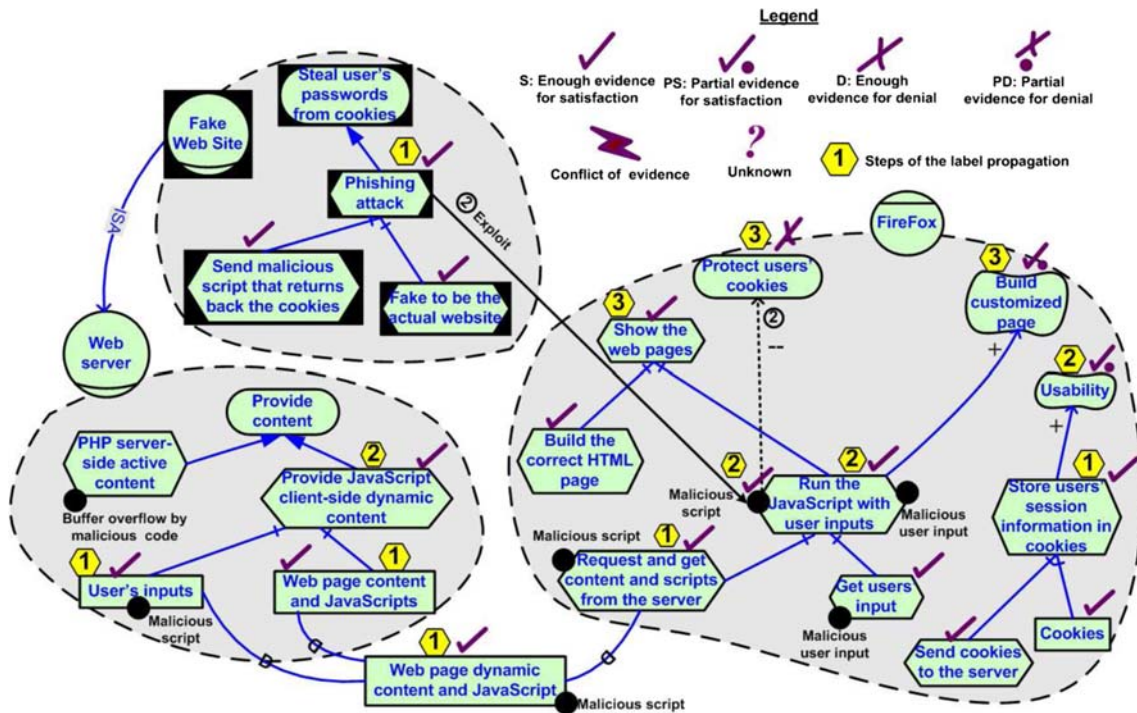 Legend
S: Enough evidence
for satisfaction
PS: Partial evidence
for satisfaction
D: Enough
evidence for denial
PD: Partial
evidence for denial
Conflict of evidence
?
Unknown
1
Steps of the label propagation
Steal user's
passwords
from cookies
Fake
Web Site
1
Phishing
attack
ISA
2 Exploit
Send malicious
script that returns
back the cookies
Fake to be the
actual website
Web
server
Provide
content
PHP server-
side active
content
Buffer overflow by
malicious code
2
Provide JavaScript
client-side dynamic
content
1
User's inputs
Malicious
script
1
Web page content
and JavaScripts
D
D
D
1
Web page dynamic
content and JavaScript
Malicious script
FireFox
3
Protect users'
cookies
2
--
3
Show the
web pages
3
Build
customized
page
+
2
Usability
+
Build the
correct HTML
page
Malicious
script
2
2
Run the
JavaScript with
user inputs
Malicious
user input
1
Store users'
session
information in
cookies
Malicious script
1
Request and get
content and scripts
from the server
Get users'
input
Malicious
user input
Send cookies
to the server
Cookies